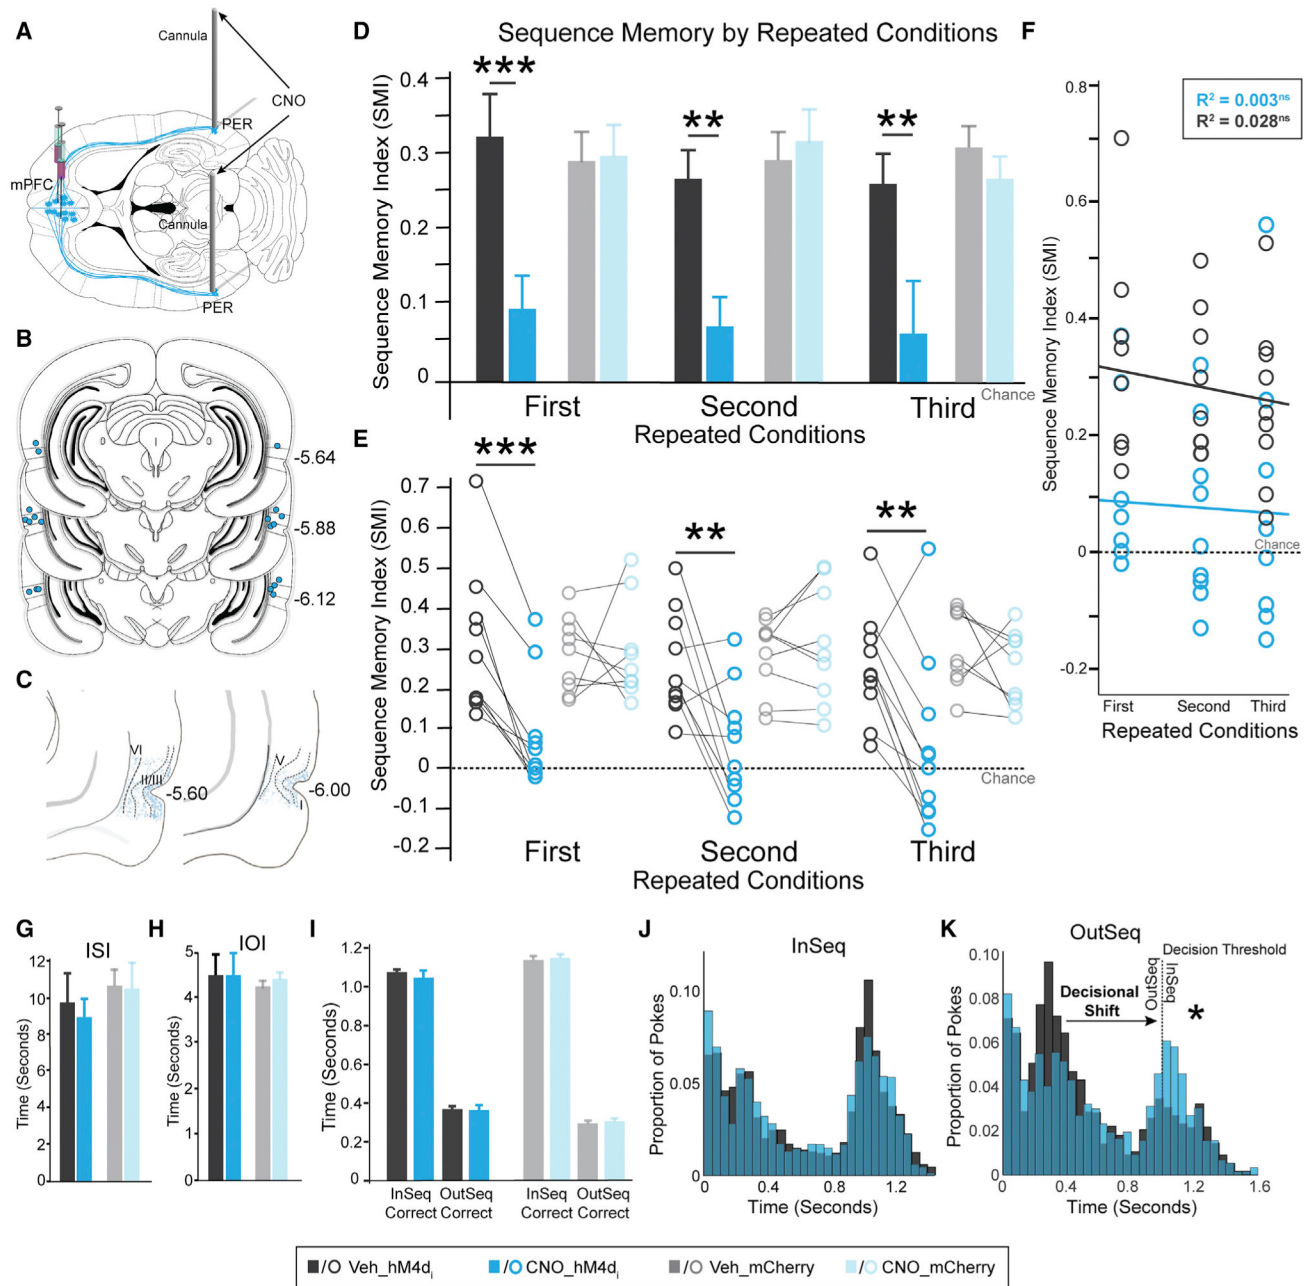 A
Cannula
CNO
PER
mPFC
Cannula
PER
B
-5.64
-5.88
-6.12
C
VI
II/III
-5.60
V
I
-6.00
D
Sequence Memory by Repeated Conditions
Sequence Memory Index (SMI)
0.4
0.3
0.2
0.1
0
***
**
**
Chance
First
Second
Third
Repeated Conditions
E
Sequence Memory Index (SMI)
0.7
0.6
0.5
0.4
0.3
0.2
0.1
0
-0.1
-0.2
***
**
**
Chance
First
Second
Third
Repeated Conditions
F
R² = 0.003ⁿˢ
R² = 0.028ⁿˢ
Sequence Memory Index (SMI)
0.8
0.6
0.4
0.2
0
-0.2
Chance
First
Second
Third
Repeated Conditions
G
ISI
Time (Seconds)
12
10
8
6
4
2
0
H
IOI
Time (Seconds)
5
4
3
2
1
0
I
Time (Seconds)
1.2
1.0
0.8
0.6
0.4
0.2
0
InSeq OutSeq
Correct Correct
InSeq OutSeq
Correct Correct
J
InSeq
Proportion of Pokes
0.10
0.05
0
0
0.4
0.8
1.2
Time (Seconds)
K
OutSeq
Decision Threshold
OutSeq
InSeq
Decisional
Shift
*
Proportion of Pokes
0.10
0.08
0.06
0.04
0.02
0
0
0.4
0.8
1.2
1.6
Time (Seconds)
/O Veh_hM4dᵢ
/O CNO_hM4dᵢ
/O Veh_mCherry
/O CNO_mCherry